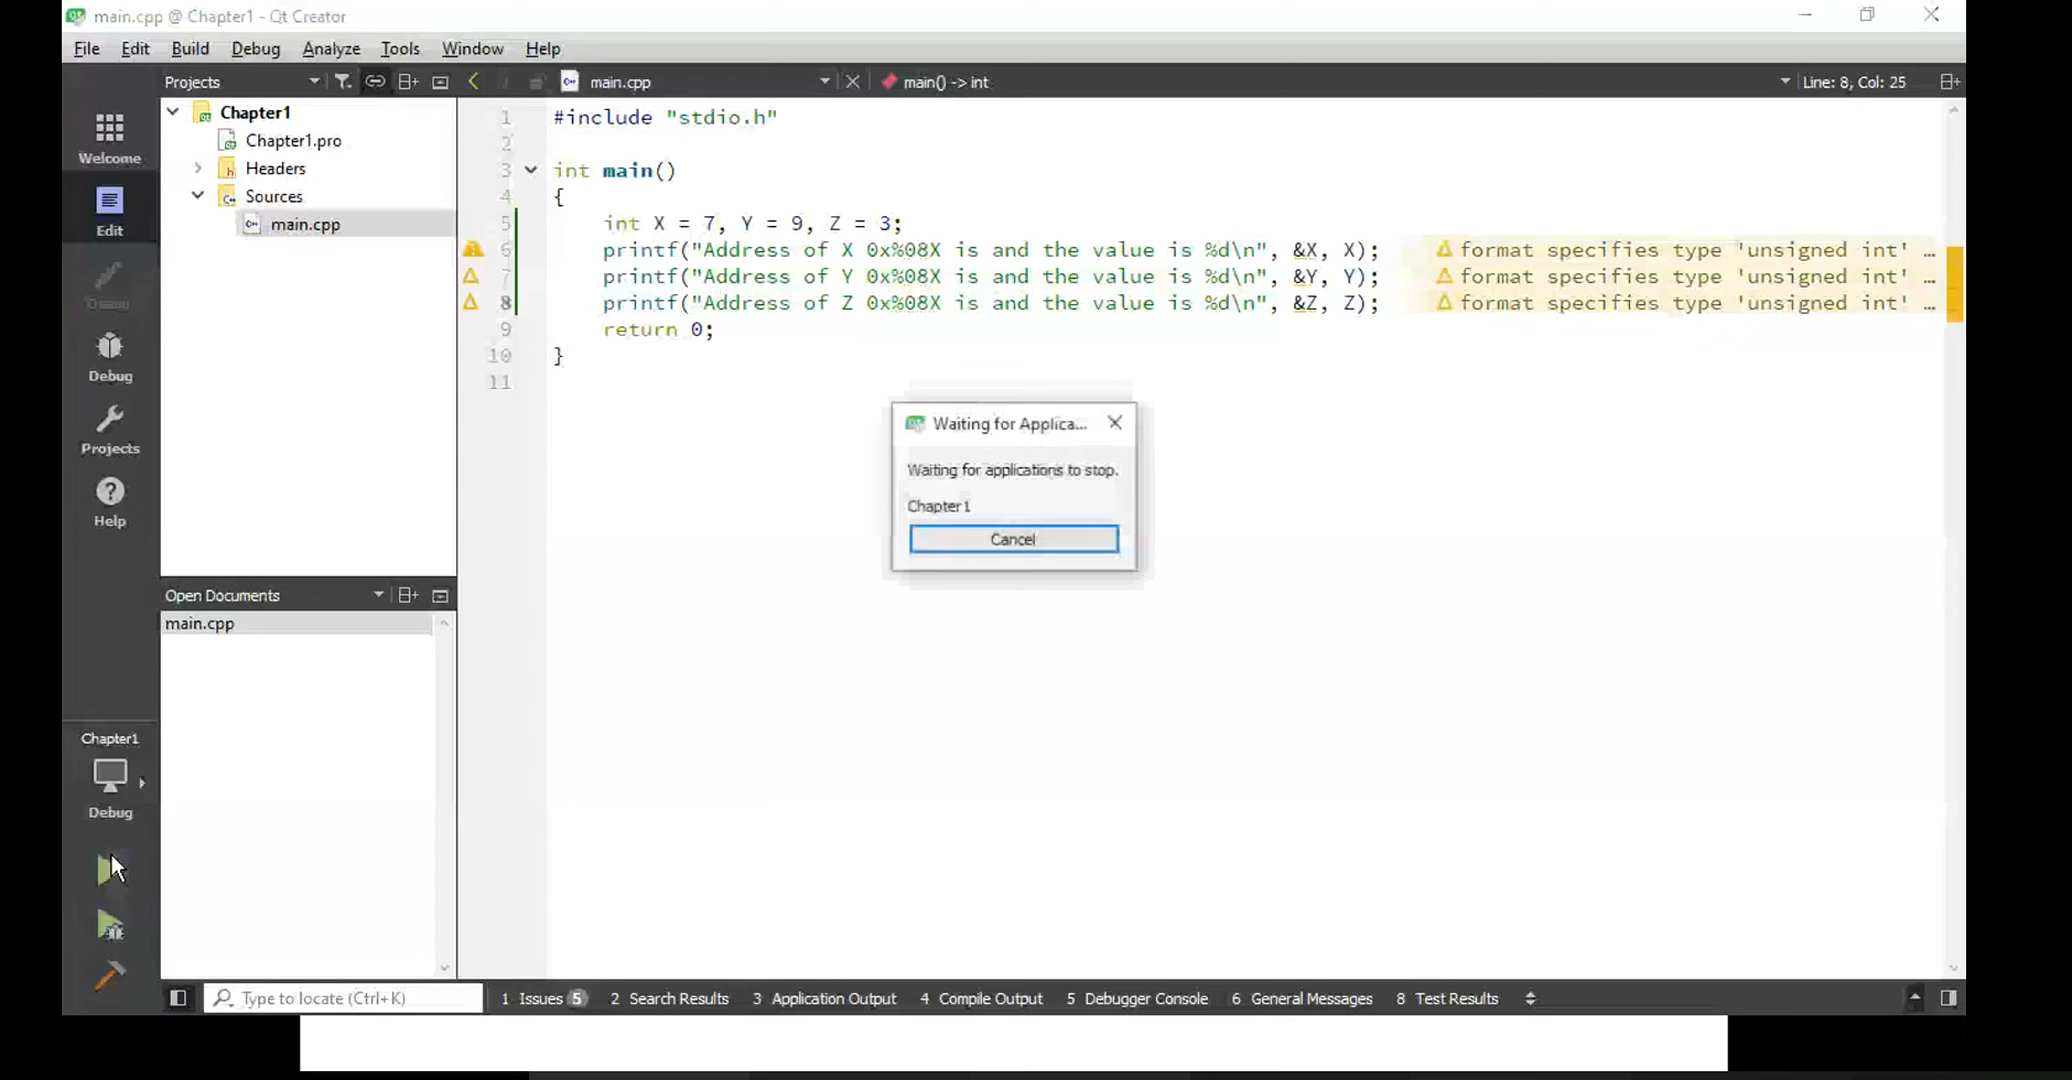 main.cpp @ Chapter1 - Qt Creator
File Edit Build Debug Analyze Tools Window Help
Projects main.cpp main() -> int Line: 8, Col: 25
Welcome
Edit
Debug
Projects
Help
Chapter1
Debug
Chapter1
Chapter1.pro
Headers
Sources
main.cpp
Open Documents
main.cpp
1 #include "stdio.h"
2
3 int main()
4 {
5 int X = 7, Y = 9, Z = 3;
6 printf("Address of X 0x%08X is and the value is %d\n", &X, X); format specifies type 'unsigned int' ...
7 printf("Address of Y 0x%08X is and the value is %d\n", &Y, Y); format specifies type 'unsigned int' ...
8 printf("Address of Z 0x%08X is and the value is %d\n", &Z, Z); format specifies type 'unsigned int' ...
9 return 0;
10 }
11
Waiting for Applica...
Waiting for applications to stop.
Chapter1
Cancel
Type to locate (Ctrl+K) 1 Issues 5 2 Search Results 3 Application Output 4 Compile Output 5 Debugger Console 6 General Messages 8 Test Results